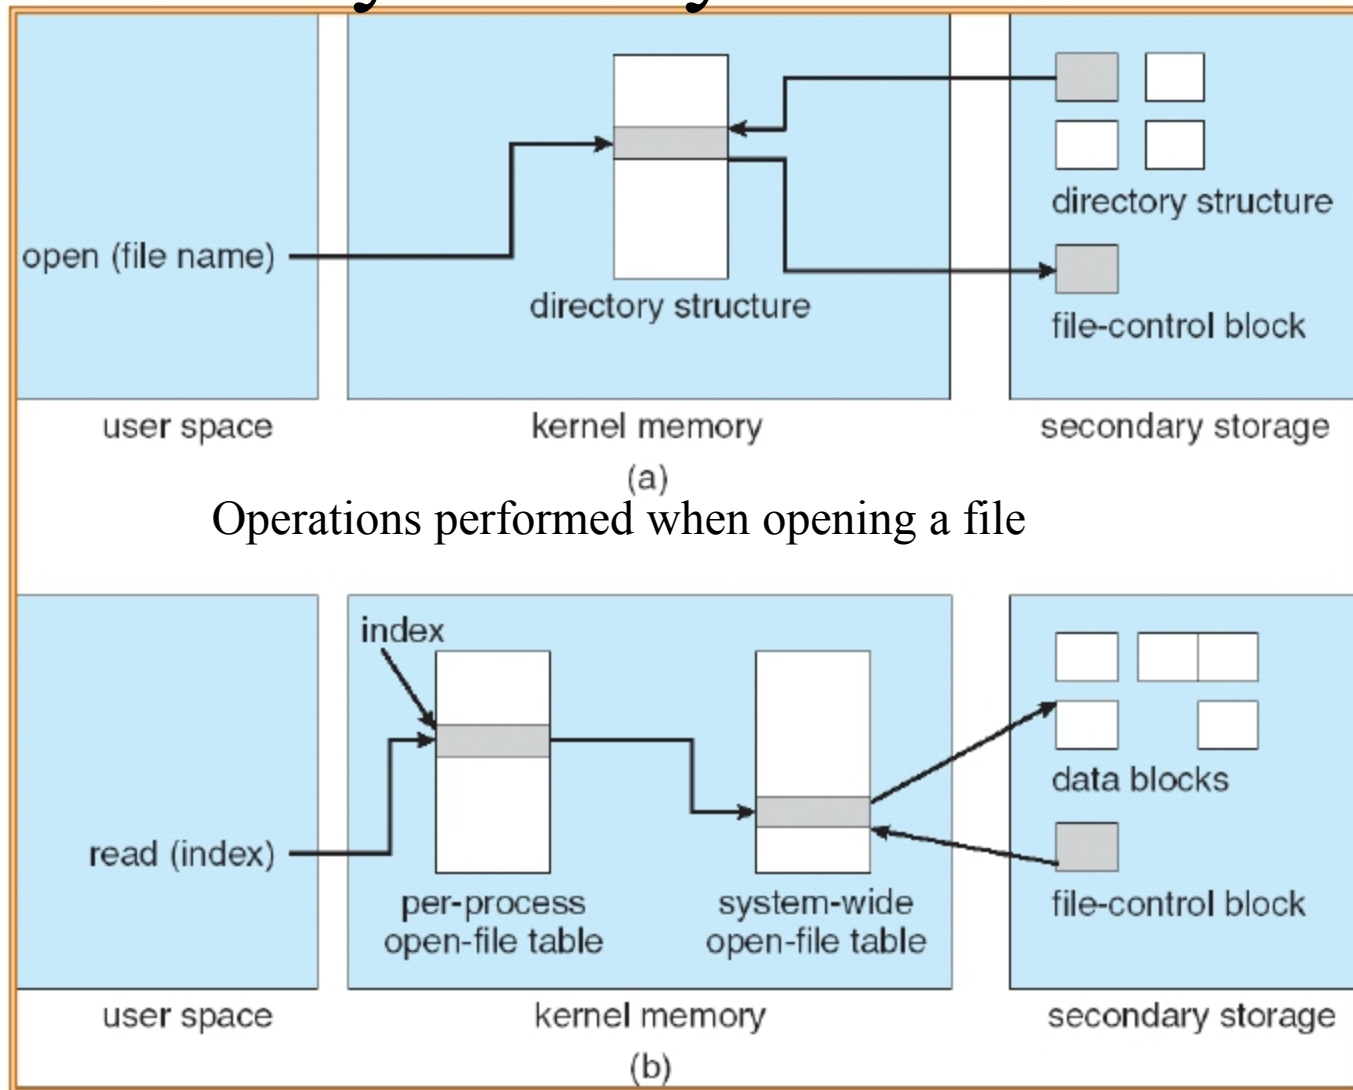 open (file name)
directory structure
directory structure
file-control block
user space
kernel memory
secondary storage
(a)
Operations performed when opening a file
index
data blocks
read (index)
per-process
open-file table
system-wide
open-file table
file-control block
user space
kernel memory
secondary storage
(b)